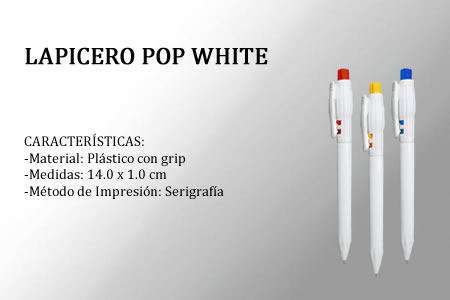 LAPICERO POP WHITE
CARACTERÍSTICAS:
-Material: Plástico con grip
-Medidas: 14.0 x 1.0 cm
-Método de Impresión: Serigrafía